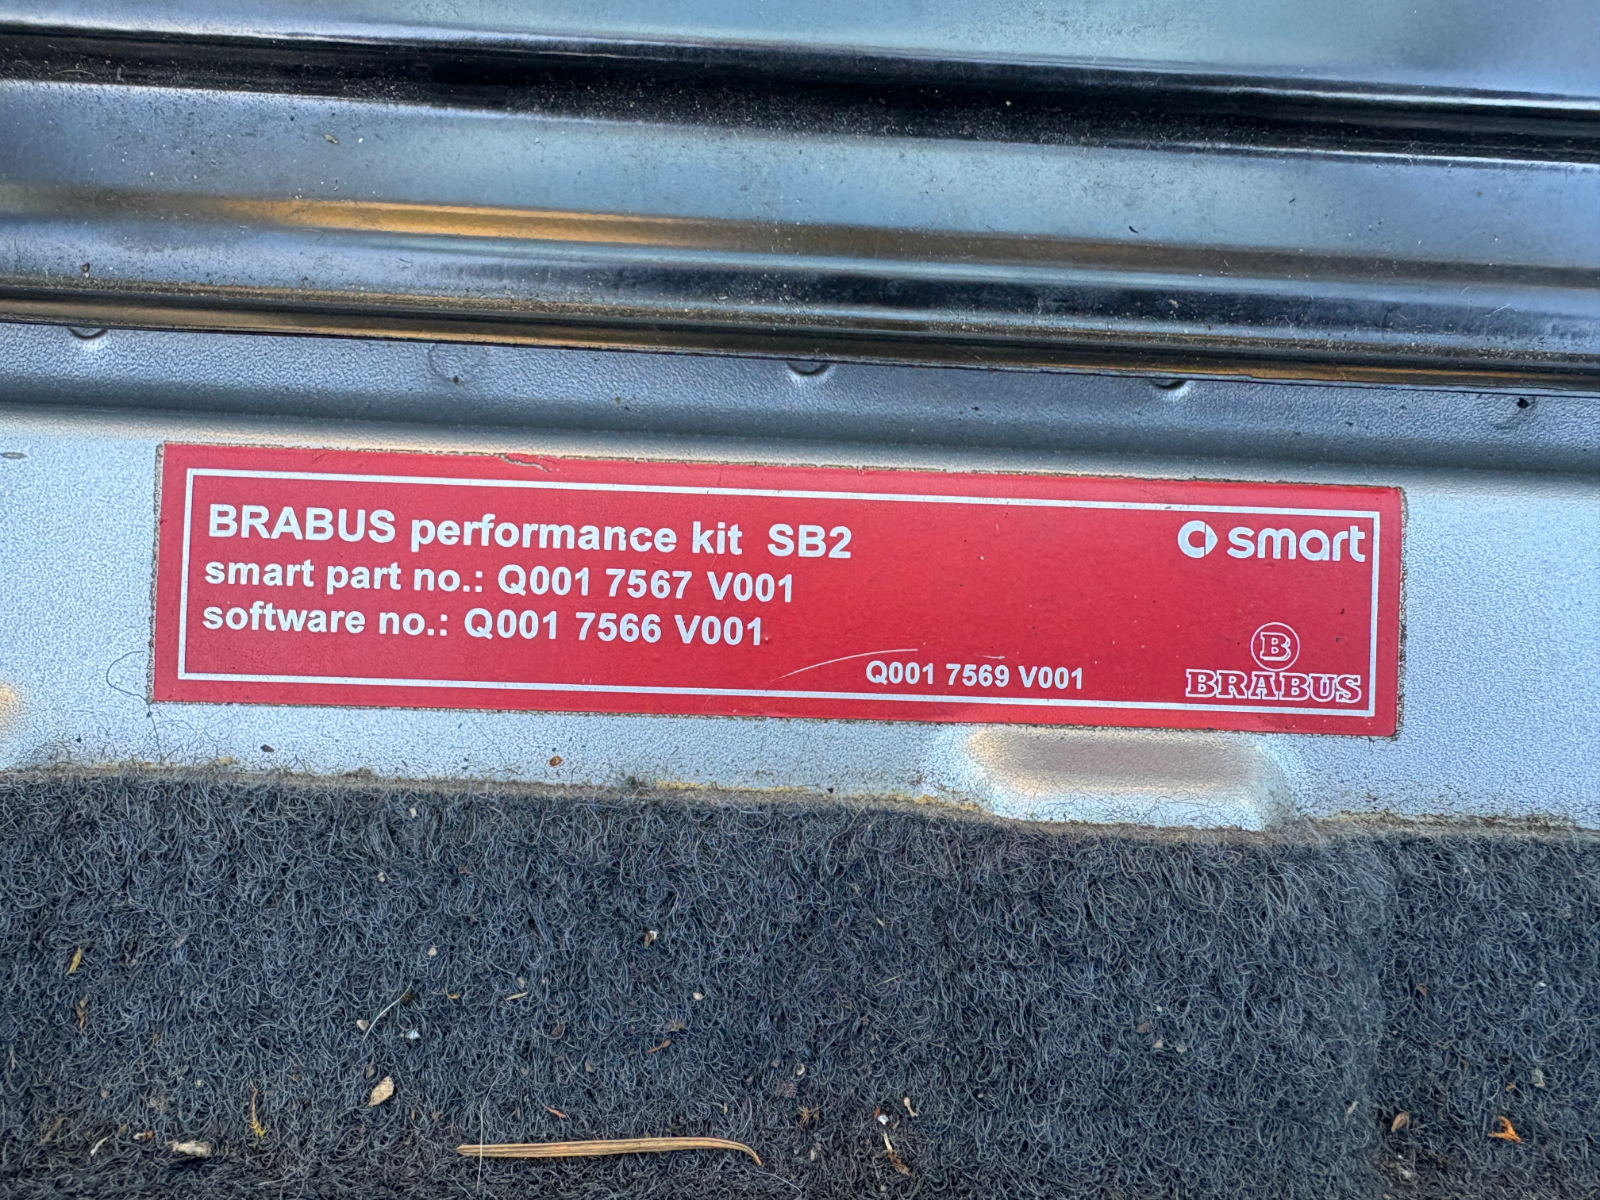 BRABUS performance kit SB2
smart
smart part no.: Q001 7567 V001
software no.: Q001 7566 V001
Q001 7569 V001
B
BRABUS